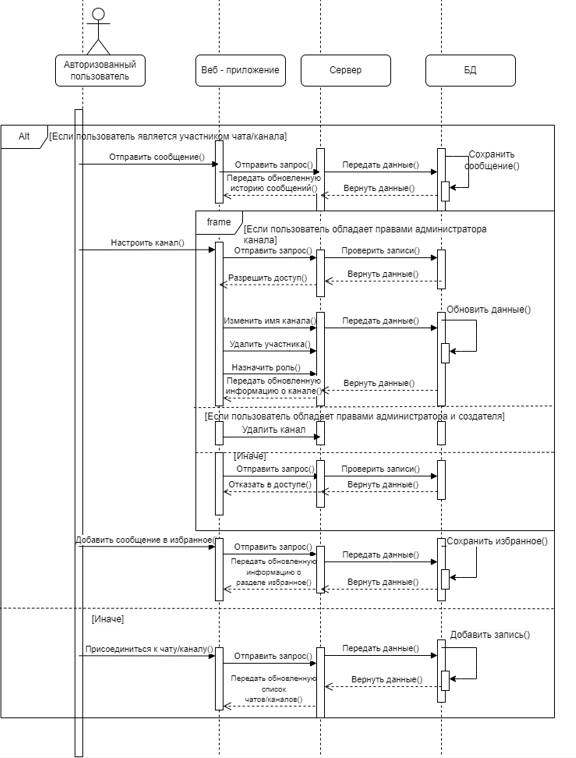 Авторизованный
пользователь
Веб - приложение
Сервер
БД
Alt
[Если пользователь является участником чата/канала]
Отправить сообщение()
Отправить запрос()
Передать данные()
Сохранить
сообщение()
Передать обновленную
историю сообщений()
Вернуть данные()
frame
[Если пользователь обладает правами администратора
канала]
Настроить канал()
Отправить запрос()
Проверить записи()
Разрешить доступ()
Вернуть данные()
Обновить данные()
Изменить имя канала()
Передать данные()
Удалить участника()
Назначить роль()
Передать обновленную
информацию о канале()
Вернуть данные()
[Если пользователь обладает правами администратора и создателя]
Удалить канал
[Иначе]
Отправить запрос()
Проверить записи()
Отказать в доступе()
Вернуть данные()
Добавить сообщение в избранное()
Отправить запрос()
Передать данные()
Сохранить избранное()
Передать обновленную
информацию о
разделе избранное()
Вернуть данные()
[Иначе]
Присоединиться к чату/каналу()
Отправить запрос()
Передать данные()
Добавить запись()
Передать обновленную
список
чатов/каналов()
Вернуть данные()